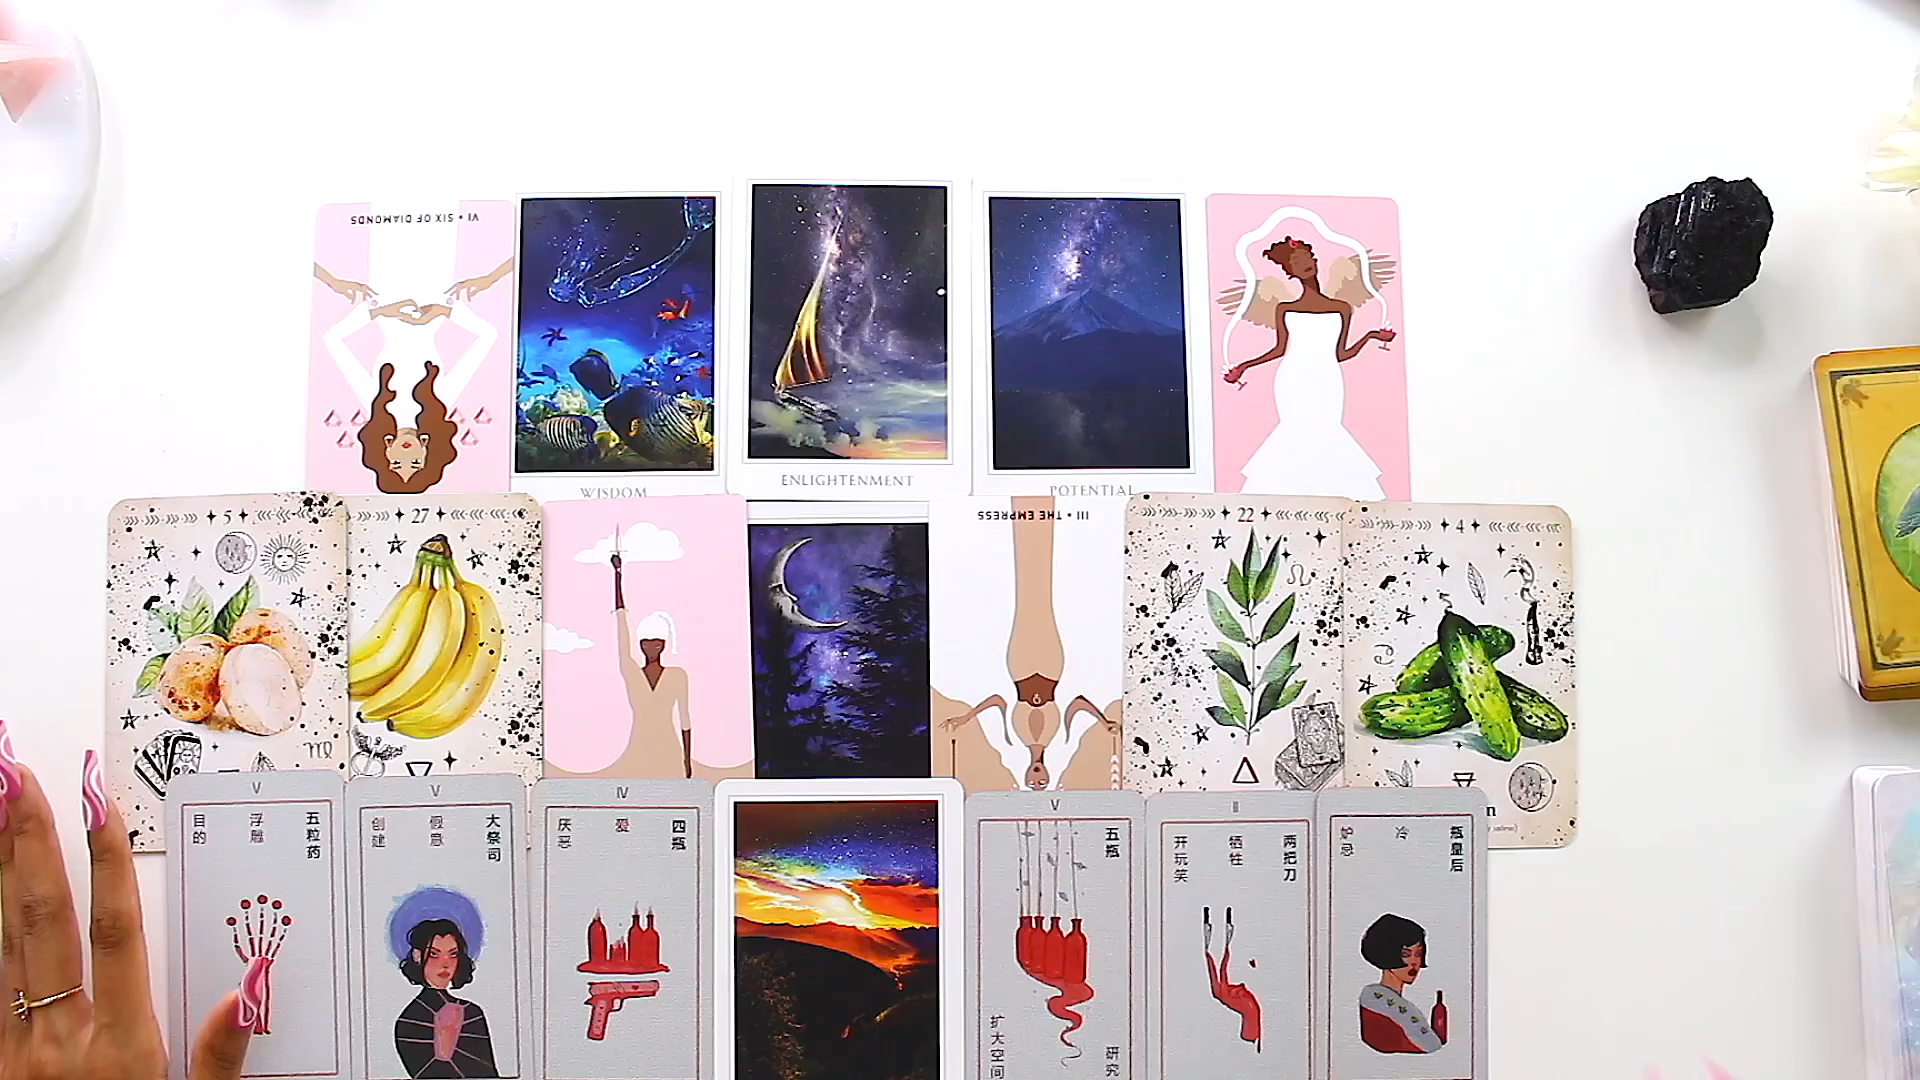 VI • SIX OF DIAMONDS
WISDOM
ENLIGHTENMENT
POTENTIAL
5
27
III • THE EMPRESS
22
4
V
五粒药
浮雕
目的
V
大祭司
假意
创建
IV
四瓶
爱
厌恶
V
五瓶
扩大空间
研究
II
两把刀
牺牲
开玩笑
瓶皇后
冷
妒忌